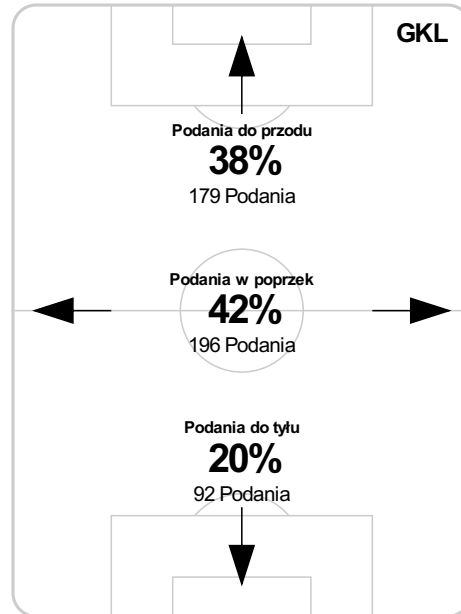 GKL
Podania do przodu
38%
179 Podania
Podania w poprzek
42%
196 Podania
Podania do tyłu
20%
92 Podania